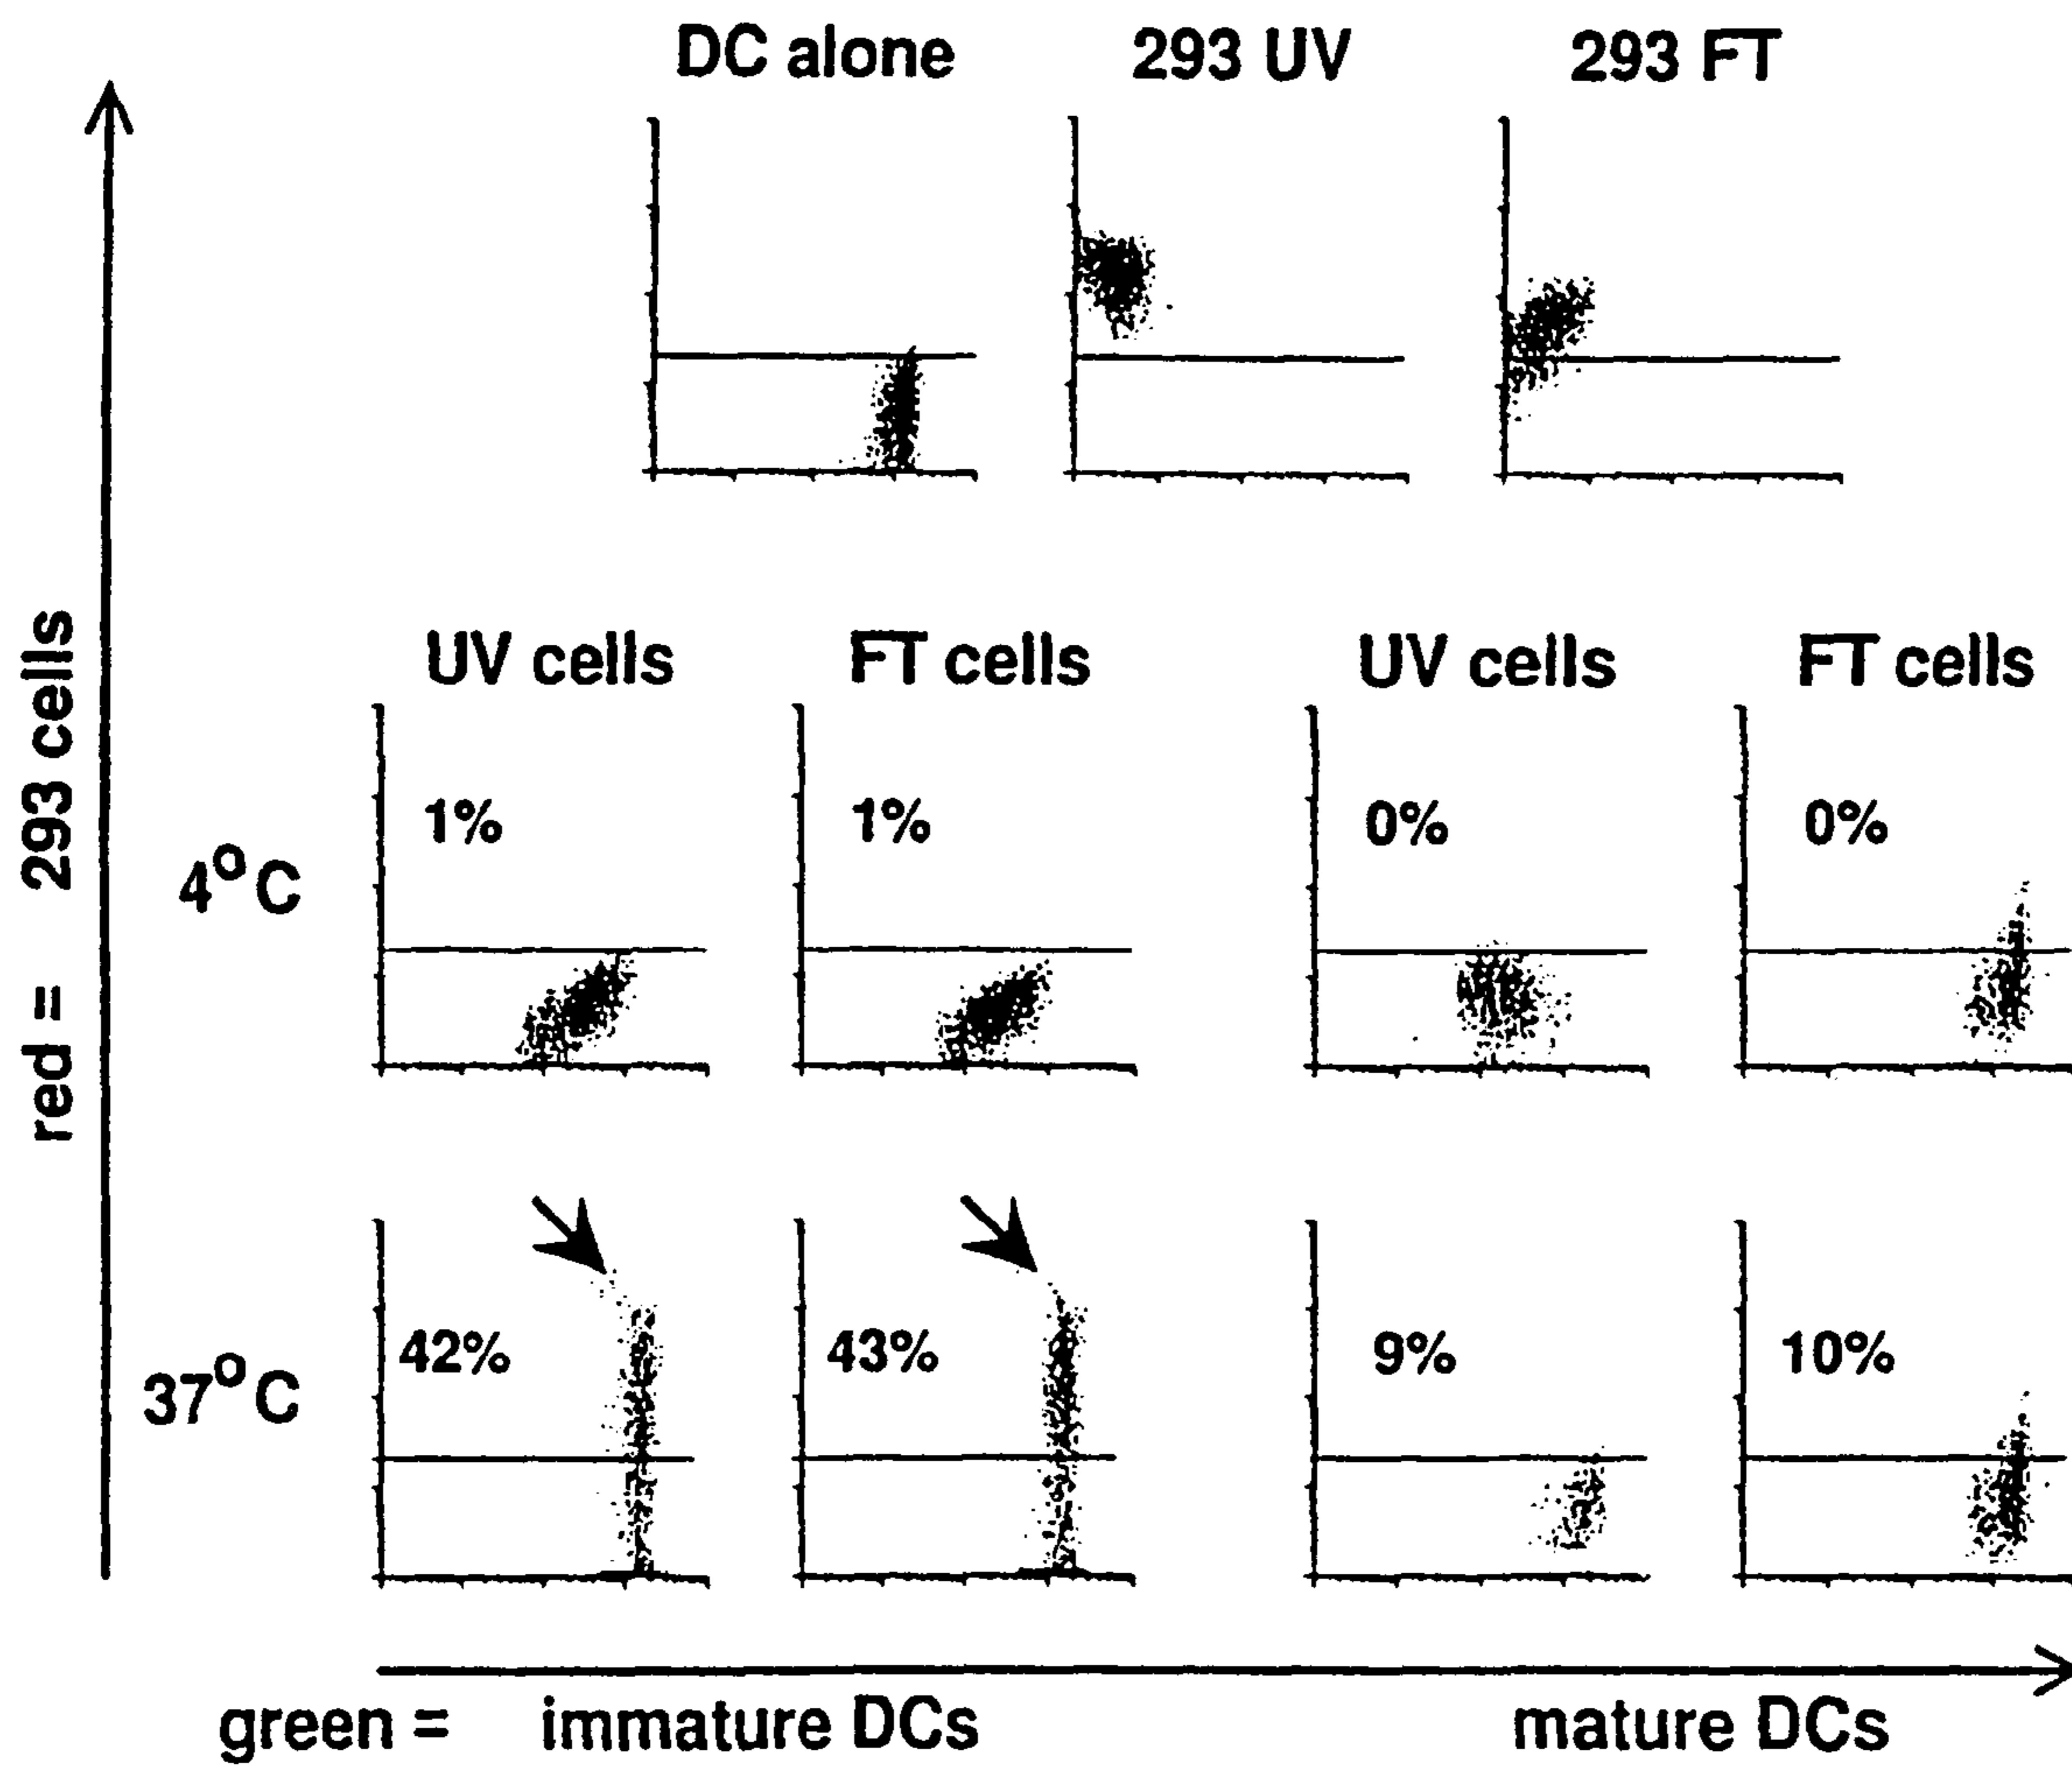 DC alone 293 UV 293 FT
red = 293 cells
UV cells FT cells UV cells FT cells
4°C 1% 1% 0% 0%
37°C 42% 43% 9% 10%
green = immature DCs mature DCs